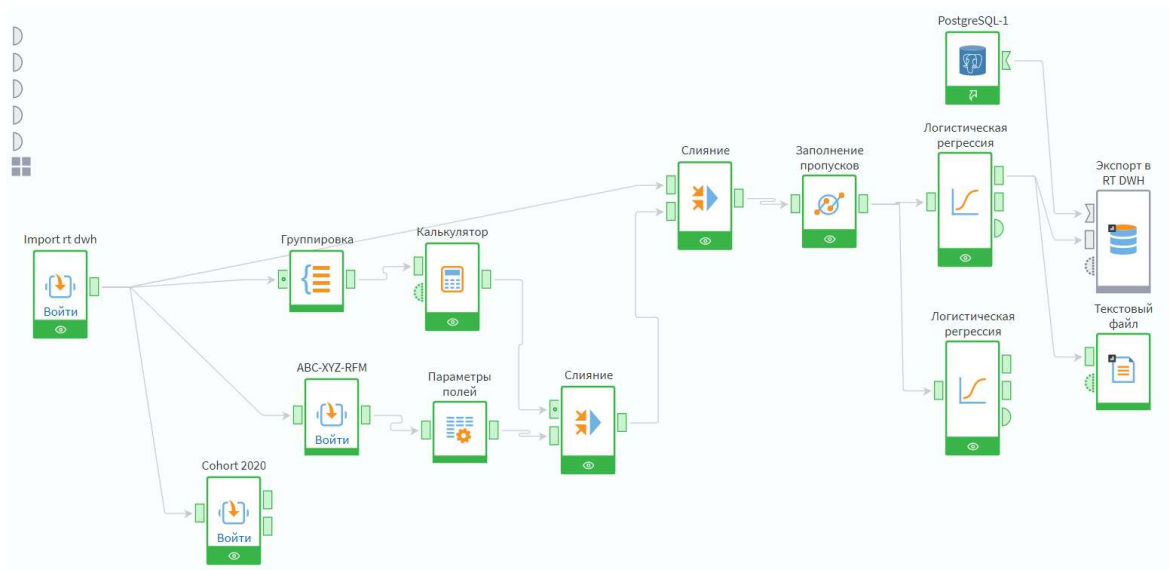 PostgreSQL-1
Логистическая
регрессия
Слияние
Заполнение
пропусков
Экспорт в
RT DWH
Import rt dwh
Войти
Группировка
Калькулятор
Логистическая
регрессия
Текстовый
файл
ABC-XYZ-RFM
Войти
Параметры
полей
Слияние
Cohort 2020
Войти